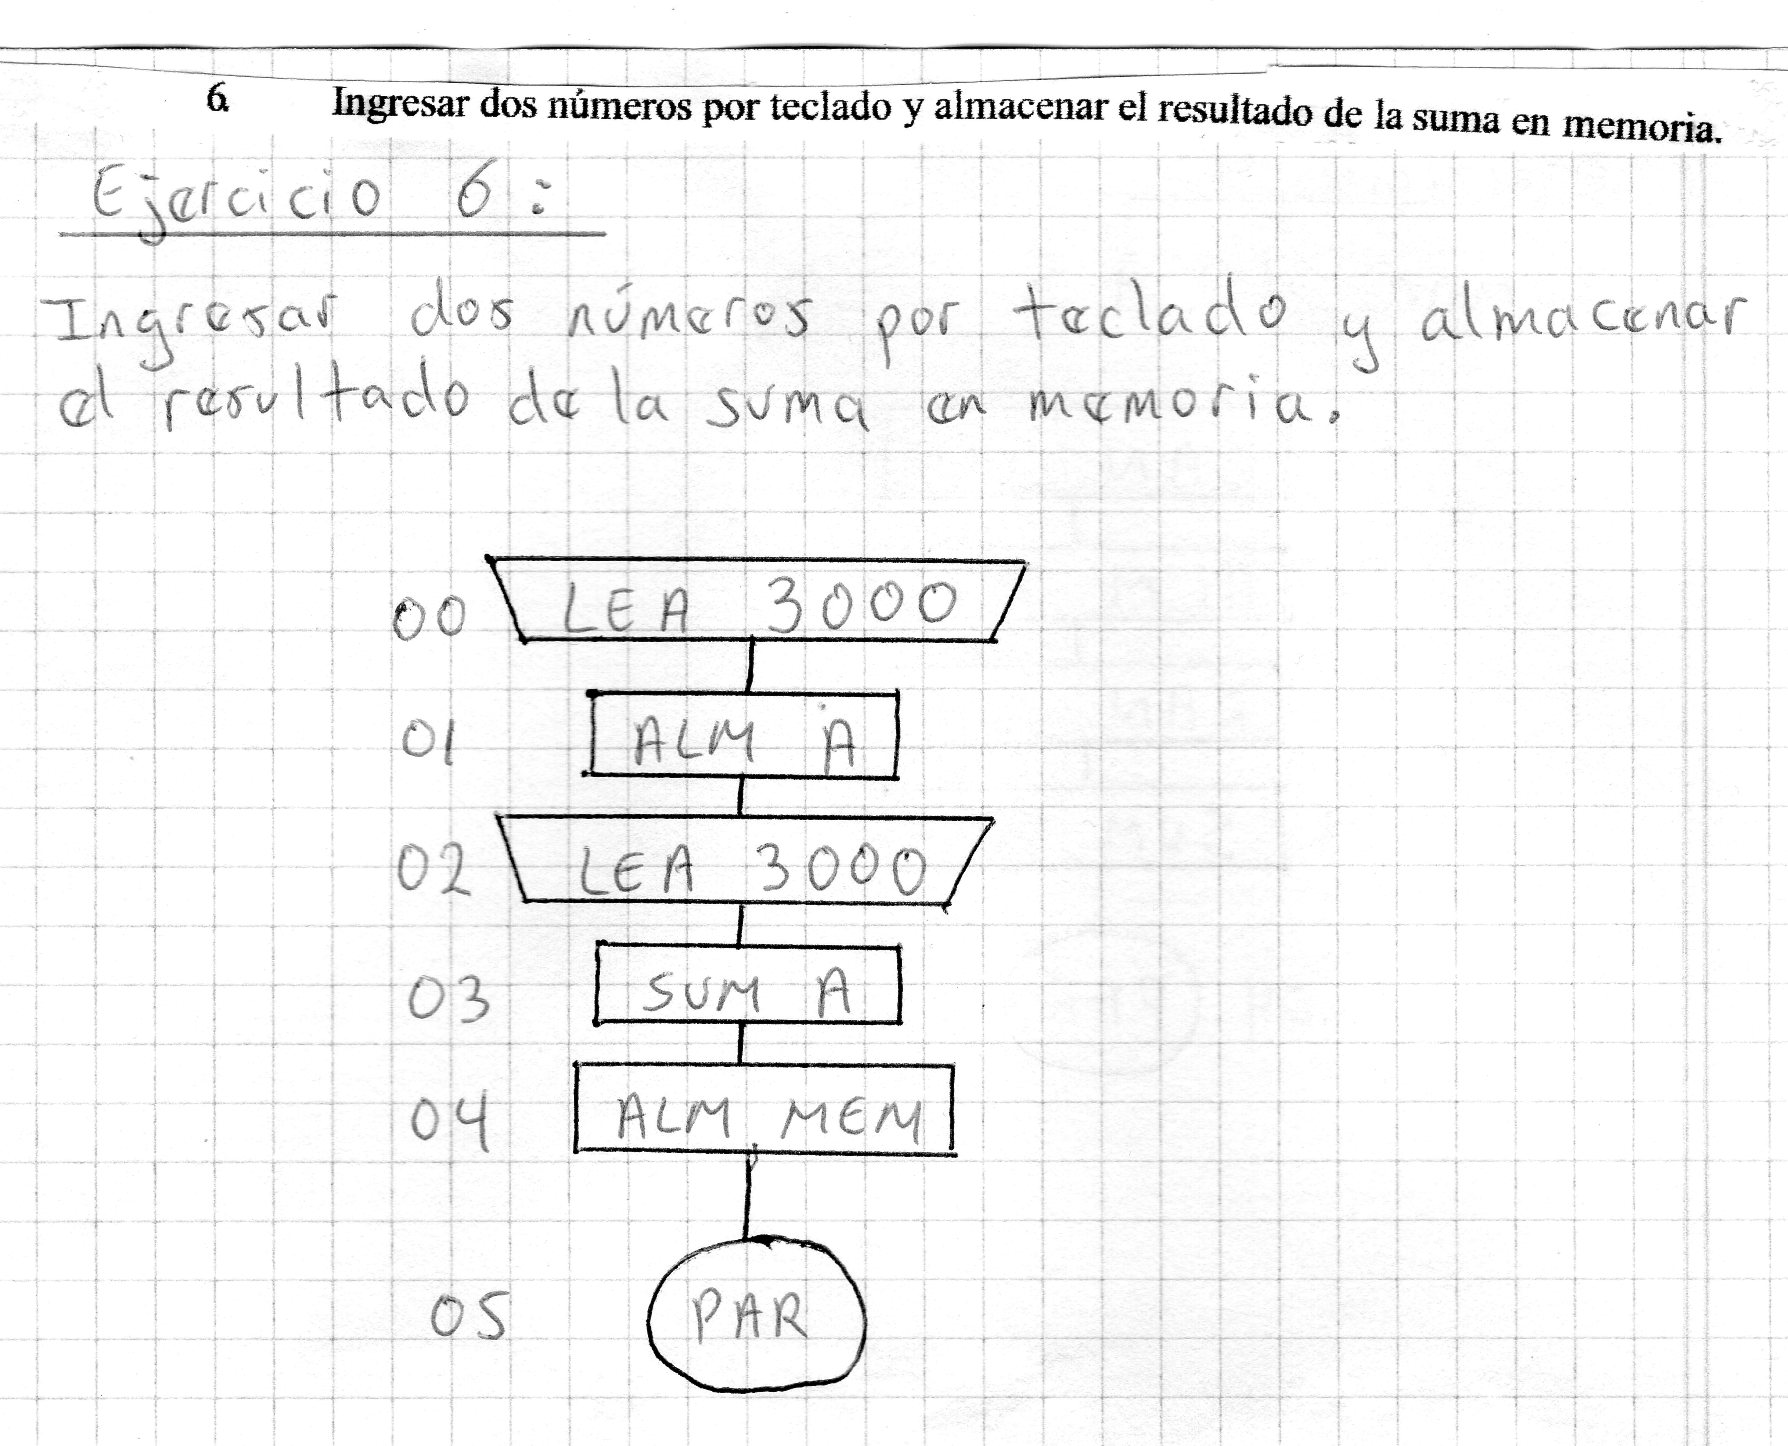 6 Ingresar dos números por teclado y almacenar el resultado de la suma en memoria.
Ejercicio 6:
Ingresar dos números por teclado y almacenar
el resultado de la suma en memoria.
00 LEA 3000
01 ALM A
02 LEA 3000
03 SUM A
04 ALM MEM
05 PAR